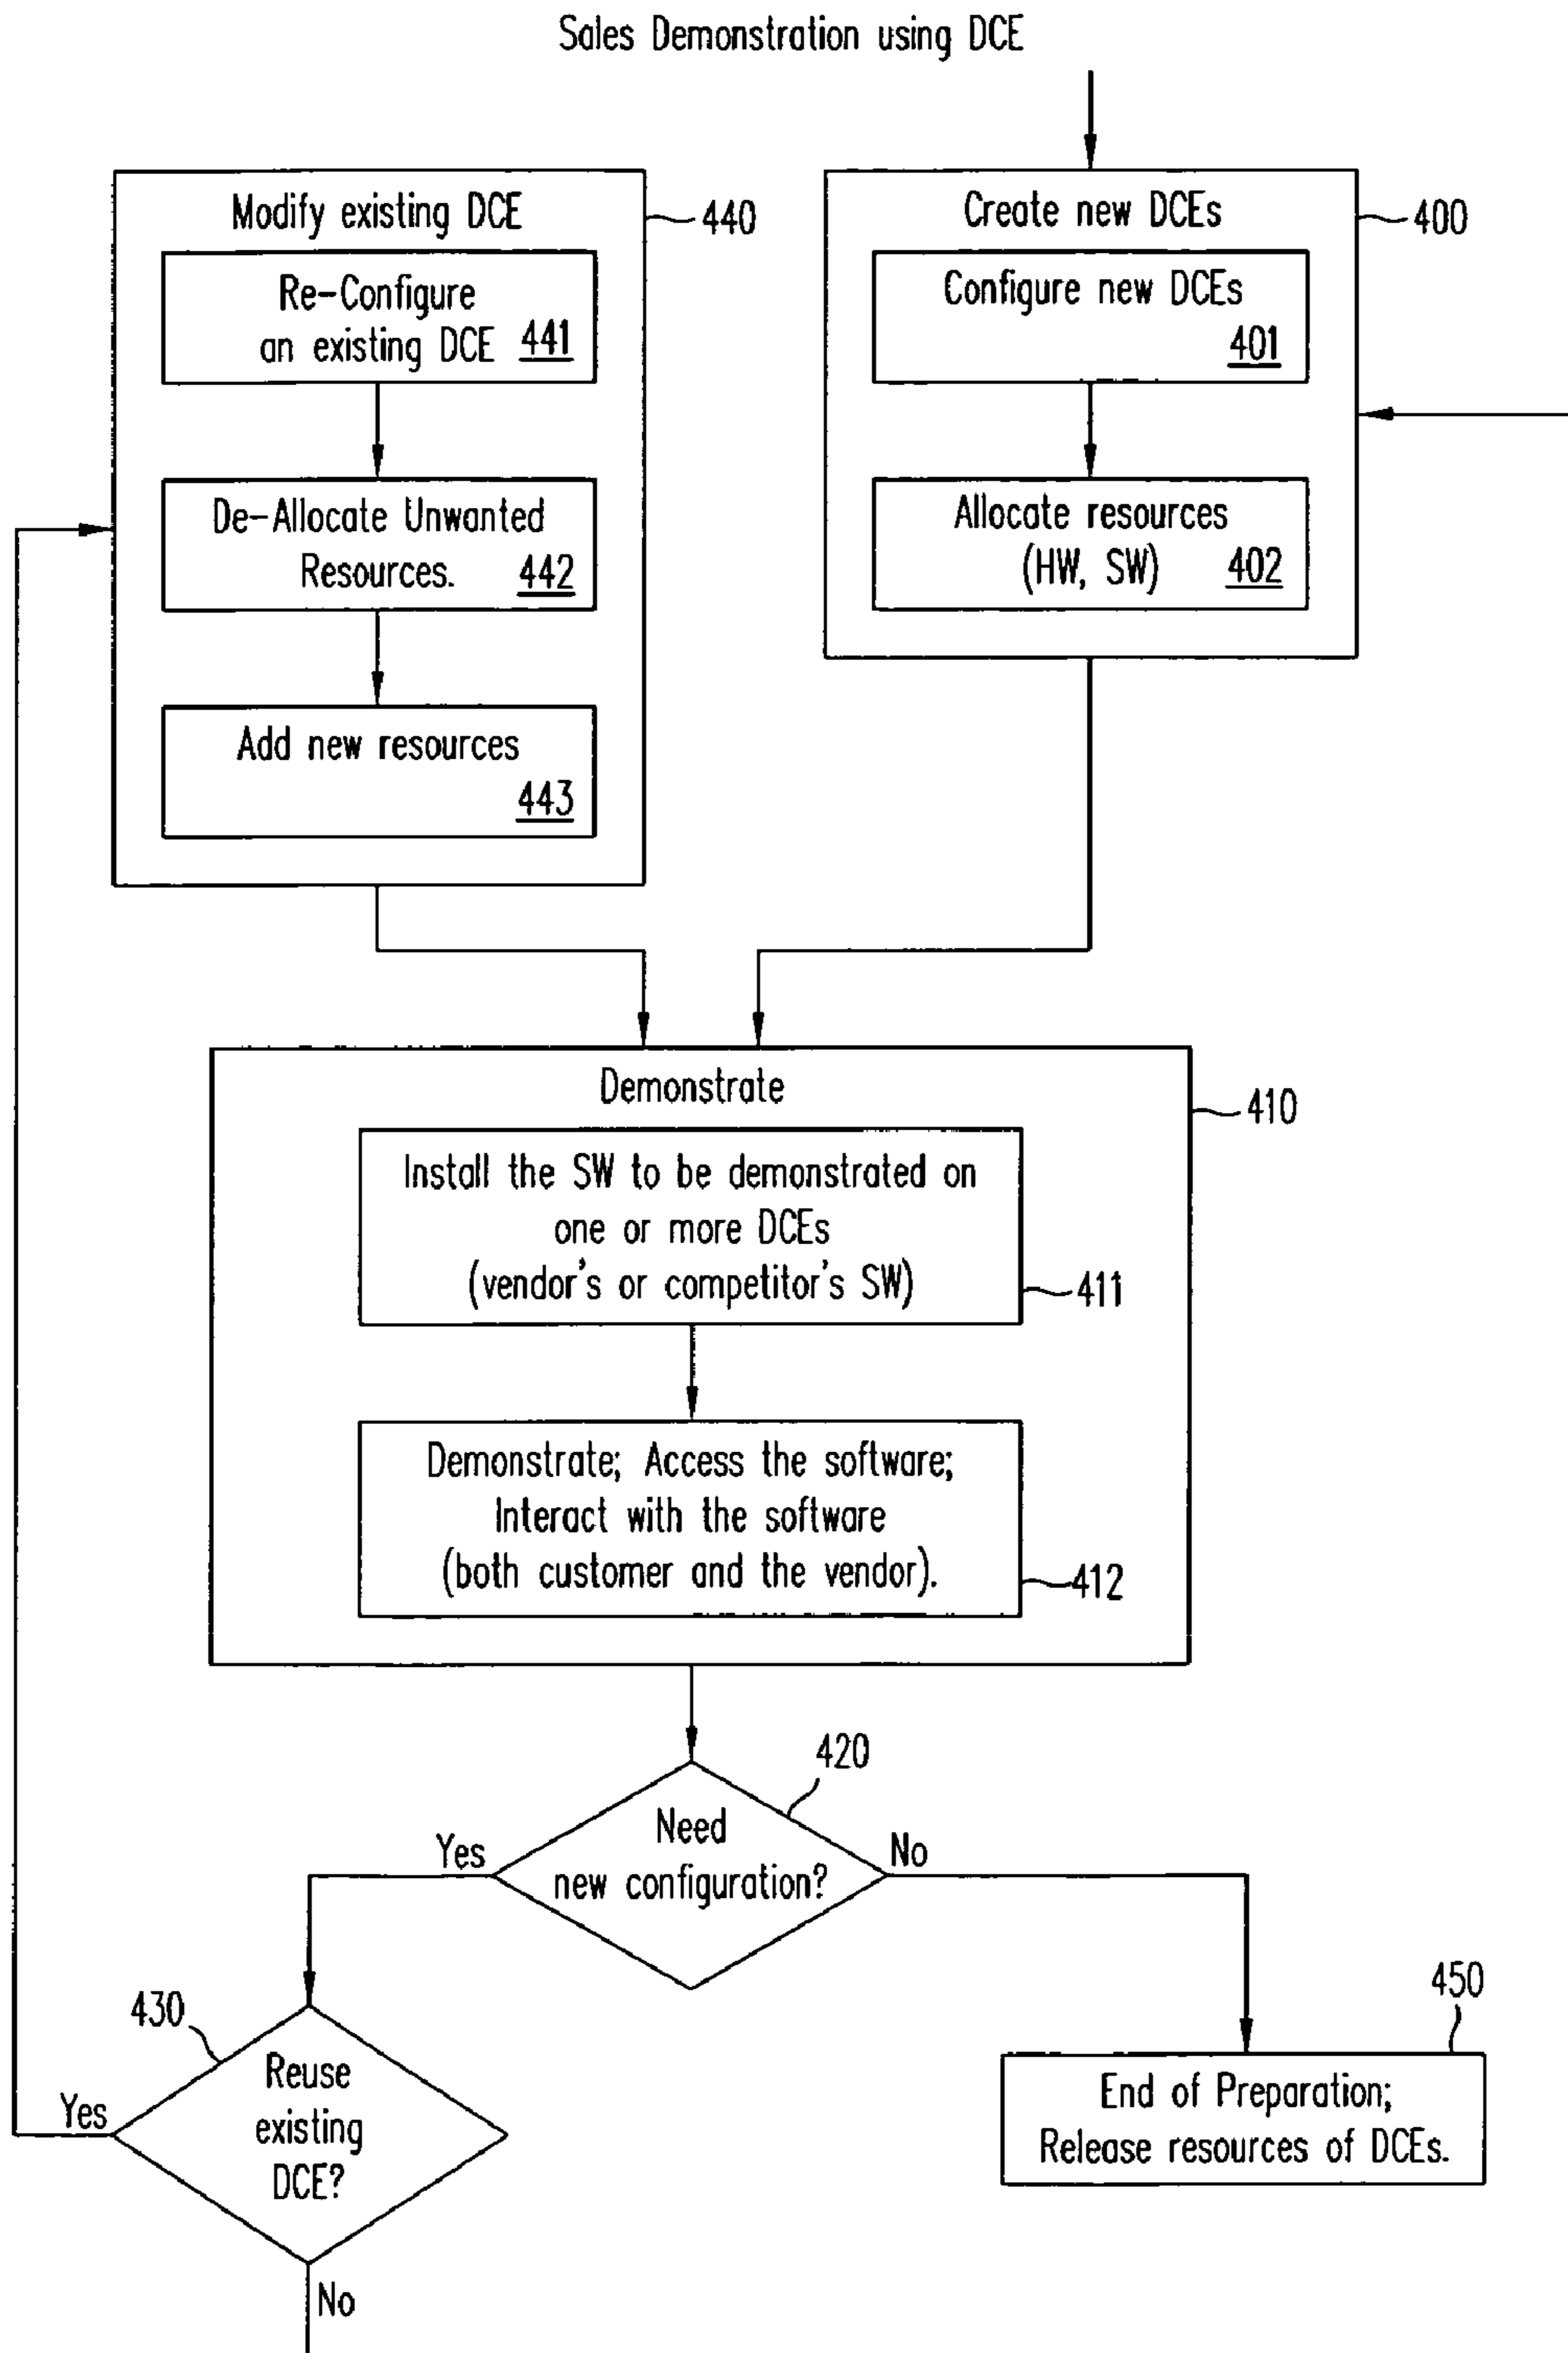 Sales Demonstration using DCE
Modify existing DCE
440
Re-Configure
an existing DCE 441
De-Allocate Unwanted
Resources. 442
Add new resources
443
Create new DCEs
400
Configure new DCEs
401
Allocate resources
(HW, SW) 402
Demonstrate
410
Install the SW to be demonstrated on
one or more DCEs
(vendor's or competitor's SW)
411
Demonstrate; Access the software;
Interact with the software
(both customer and the vendor).
412
420
Need
new configuration?
Yes
No
430
Reuse
existing
DCE?
Yes
No
450
End of Preparation;
Release resources of DCEs.